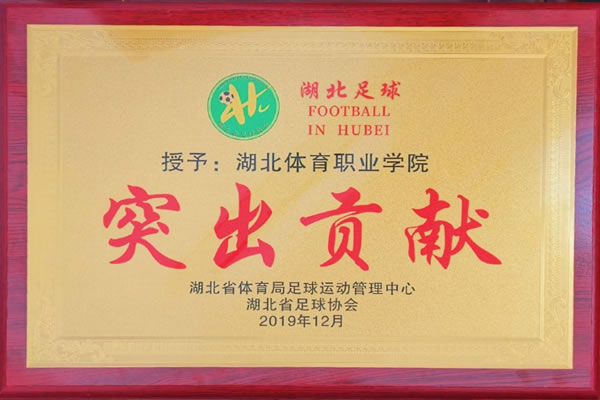 湖北足球
FOOTBALL
IN HUBEI
授予：湖北体育职业学院
突出贡献
湖北省体育局足球运动管理中心
湖北省足球协会
2019年12月